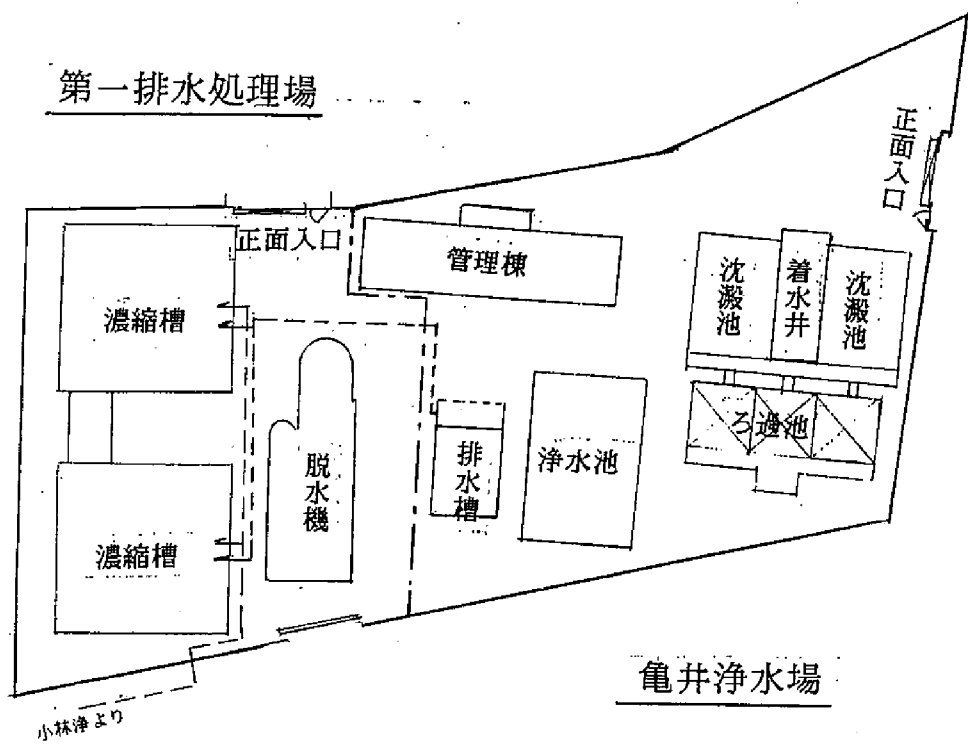 第一排水処理場
正面入口
正面入口
管理棟
沈澱池
着水井
沈澱池
濃縮槽
ろ過池
脱水機
排水槽
浄水池
濃縮槽
亀井浄水場
小林浄より